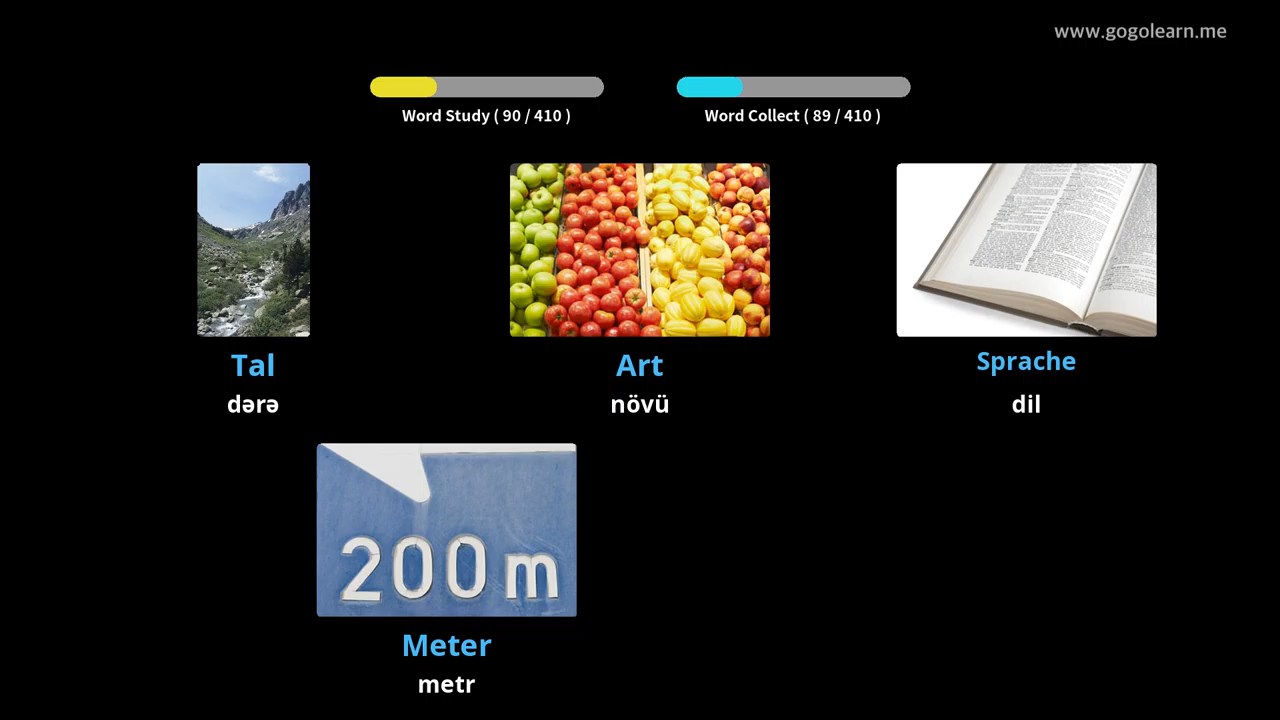 www.gogolearn.me
Word Study ( 90 / 410 )
Word Collect ( 89 / 410 )
Tal
dərə
Art
növü
Sprache
dil
200 m
Meter
metr